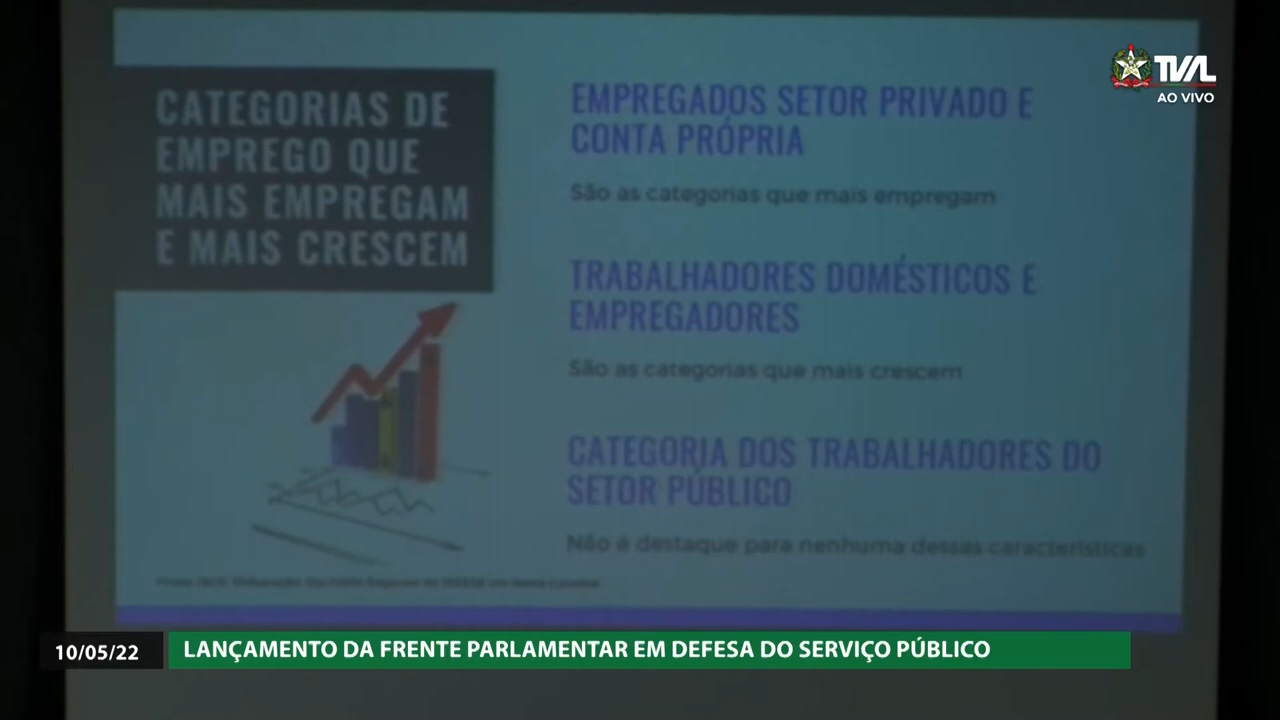 TVAL
AO VIVO
CATEGORIAS DE
EMPREGO QUE
MAIS EMPREGAM
E MAIS CRESCEM
EMPREGADOS SETOR PRIVADO E
CONTA PRÓPRIA
São as categorias que mais empregam
TRABALHADORES DOMÉSTICOS E
EMPREGADORES
São as categorias que mais crescem
CATEGORIA DOS TRABALHADORES DO
SETOR PÚBLICO
Não é destaque para nenhuma dessas características
10/05/22
LANÇAMENTO DA FRENTE PARLAMENTAR EM DEFESA DO SERVIÇO PÚBLICO